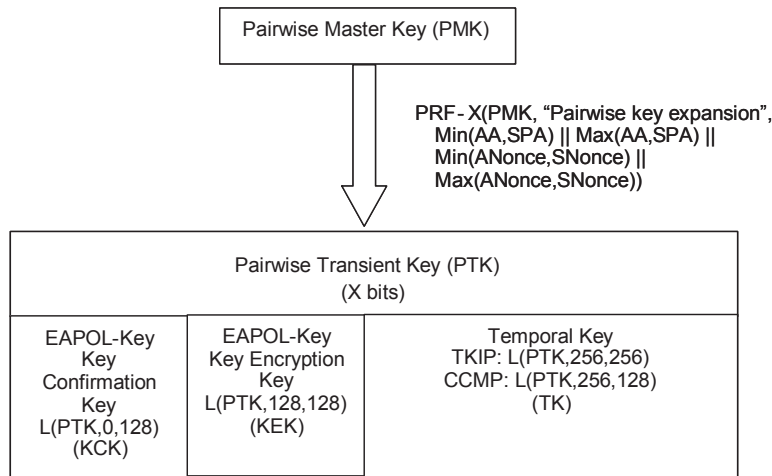 Pairwise Master Key (PMK)
PRF- X(PMK, “Pairwise key expansion”,
Min(AA,SPA) || Max(AA,SPA) ||
Min(ANonce,SNonce) ||
Max(ANonce,SNonce))
Pairwise Transient Key (PTK)
(X bits)
EAPOL-Key
Key
Confirmation
Key
L(PTK,0,128)
(KCK)
EAPOL-Key
Key Encryption
Key
L(PTK,128,128)
(KEK)
Temporal Key
TKIP: L(PTK,256,256)
CCMP: L(PTK,256,128)
(TK)